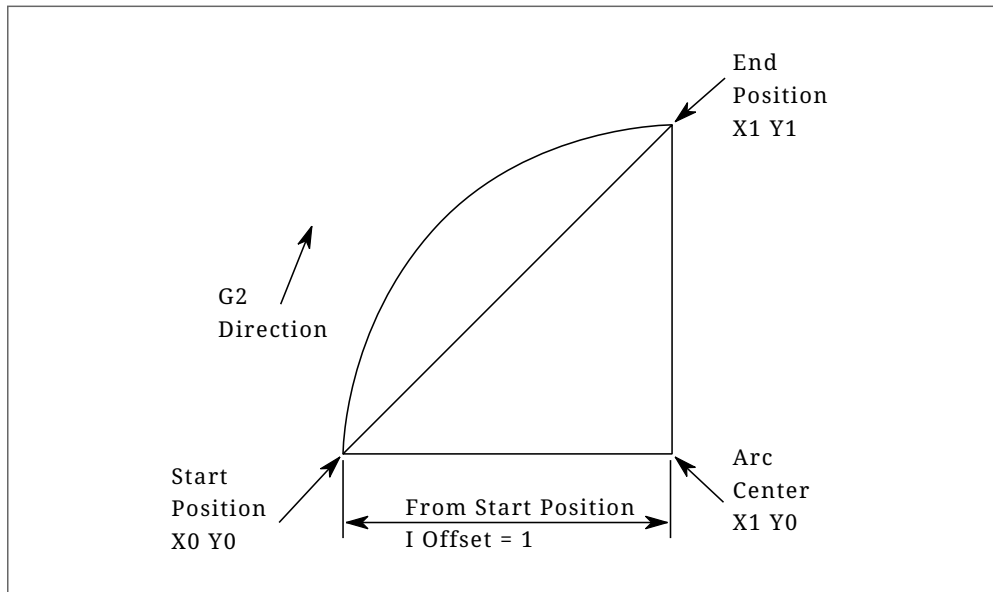 End
Position
X1 Y1
G2
Direction
Start
Position
X0 Y0
From Start Position
I Offset = 1
Arc
Center
X1 Y0